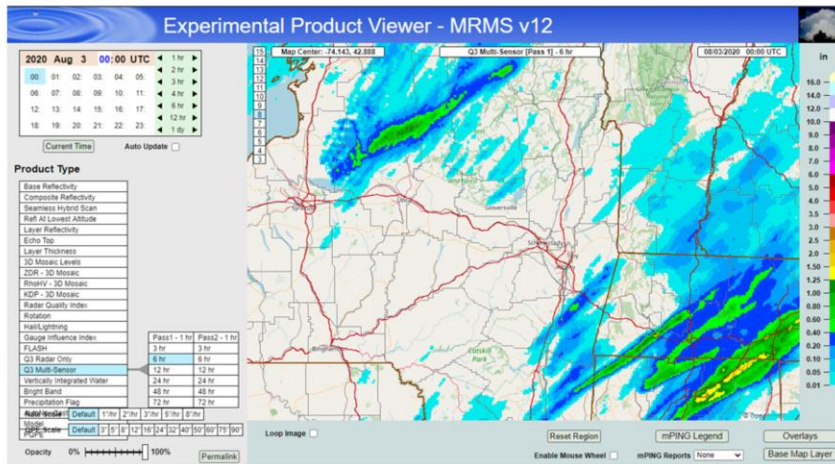 Experimental Product Viewer - MRMS v12
2020 Aug 3 00:00 UTC
1 hr
00: 01: 02: 03: 04: 05:
2 hr
3 hr
06: 07: 08: 09: 10: 11:
4 hr
12: 13: 14: 15: 16: 17:
6 hr
12 hr
18: 19: 20: 21: 22: 23:
1 dy
Current Time Auto Update
Product Type
Base Reflectivity
Composite Reflectivity
Seamless Hybrid Scan
Refl At Lowest Altitude
Layer Reflectivity
Echo Top
Layer Thickness
3D Mosaic Levels
ZDR - 3D Mosaic
RhoHV - 3D Mosaic
KDP - 3D Mosaic
Radar Quality Index
Rotation
Hail/Lightning
Gauge Influence Index
FLASH
Q3 Radar Only
Q3 Multi-Sensor
Vertically Integrated Water
Bright Band
Precipitation Flag
Model
Pass1 - 1 hr Pass2 - 1 hr
3 hr 3 hr
6 hr 6 hr
12 hr 12 hr
24 hr 24 hr
48 hr 48 hr
72 hr 72 hr
Default 1"/hr 2"/hr 3"/hr 5"/hr 8"/hr
Scale Default 3" 5" 8" 12" 16" 24" 32" 40" 50" 60" 75" 90"
Opacity 0% 100% Permalink
Map Center: -74.143, 42.888
Q3 Multi-Sensor [Pass 1] - 6 hr
08/03/2020 00:00 UTC
15
14
13
12
11
10
9
8
7
6
5
4
3
Utica
Gloversville
Schenectady
Troy
Catskill
Park
in
16.0
14.0
12.0
10.0
8.0
7.0
6.0
5.0
4.0
3.5
3.0
2.5
2.0
1.50
1.25
1.00
0.80
0.60
0.40
0.20
0.10
0.05
0.01
Loop Image
Reset Region mPING Legend Overlays
Enable Mouse Wheel mPING Reports None Base Map Layer